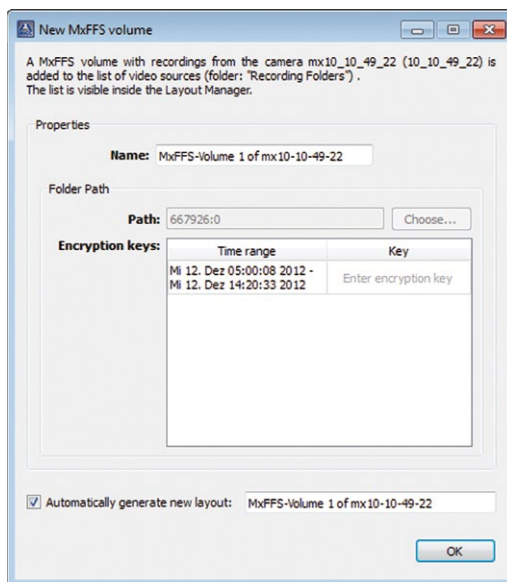 New MxFFS volume
A MxFFS volume with recordings from the camera mx10_10_49_22 (10_10_49_22) is
added to the list of video sources (folder: "Recording Folders") .
The list is visible inside the Layout Manager.
Properties
Name: MxFFS-Volume 1 of mx10-10-49-22
Folder Path
Path: 667926:0 Choose...
Encryption keys: Time range Key
Mi 12. Dez 05:00:08 2012 -
Mi 12. Dez 14:20:33 2012
Enter encryption key
Automatically generate new layout: MxFFS-Volume 1 of mx10-10-49-22
OK